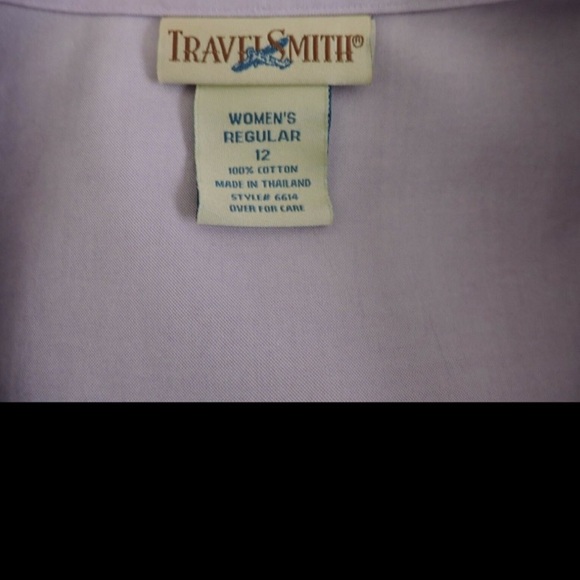 TRAVELSMITH®
WOMEN'S
REGULAR
12
100% COTTON
MADE IN THAILAND
STYLE# 6614
OVER FOR CARE